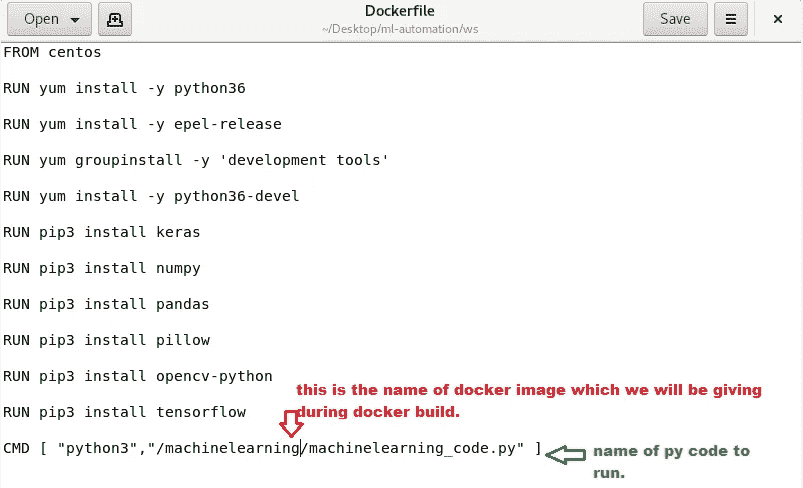 Open
Dockerfile
~/Desktop/ml-automation/ws
Save
FROM centos
RUN yum install -y python36
RUN yum install -y epel-release
RUN yum groupinstall -y 'development tools'
RUN yum install -y python36-devel
RUN pip3 install keras
RUN pip3 install numpy
RUN pip3 install pandas
RUN pip3 install pillow
RUN pip3 install opencv-python
this is the name of docker image which we will be giving
during docker build.
RUN pip3 install tensorflow
CMD [ "python3","/machinelearning/machinelearning_code.py" ]
name of py code to
run.